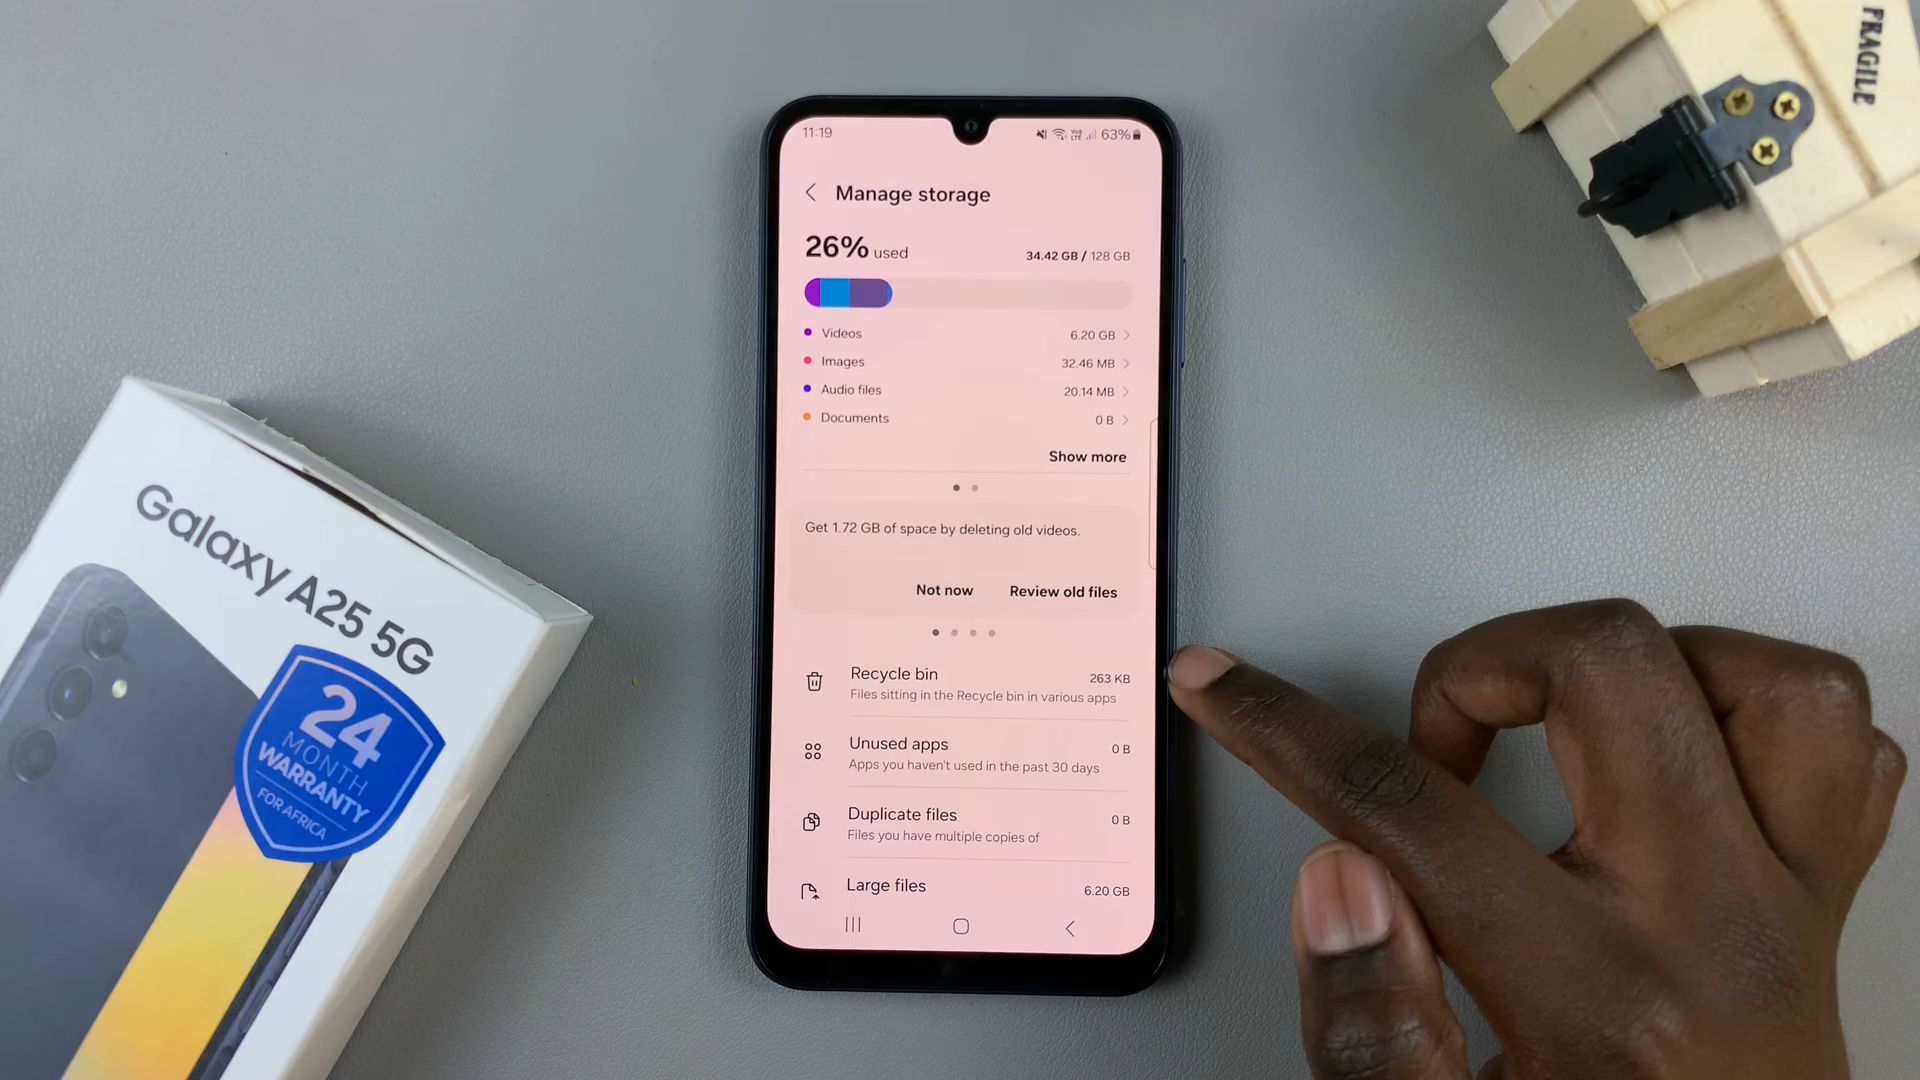 FRAGILE
11:19
63%
Manage storage
26% used
34.42 GB / 128 GB
Videos 6.20 GB
Images 32.46 MB
Audio files 20.14 MB
Documents 0 B
Show more
Get 1.72 GB of space by deleting old videos.
Not now Review old files
Recycle bin 263 KB
Files sitting in the Recycle bin in various apps
Unused apps 0 B
Apps you haven't used in the past 30 days
Duplicate files 0 B
Files you have multiple copies of
Large files 6.20 GB
Galaxy A25 5G
24
MONTH
WARRANTY
FOR AFRICA